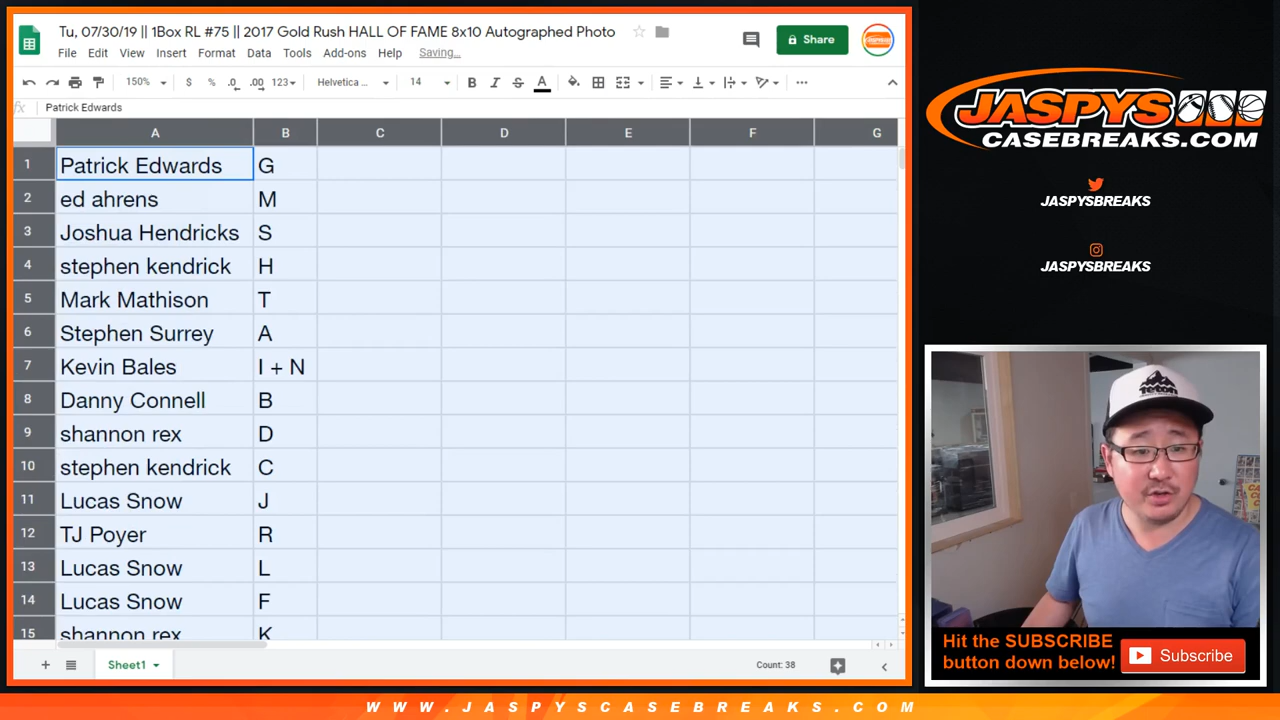 Tu, 07/30/19 || 1Box RL #75 || 2017 Gold Rush HALL OF FAME 8x10 Autographed Photo
Share
File Edit View Insert Format Data Tools Add-ons Help Saving...
150% $ % .0 .00 123 Helvetica ... 14 B I S A
fx Patrick Edwards
A B C D E F G
1 Patrick Edwards G
2 ed ahrens M
3 Joshua Hendricks S
4 stephen kendrick H
5 Mark Mathison T
6 Stephen Surrey A
7 Kevin Bales I + N
8 Danny Connell B
9 shannon rex D
10 stephen kendrick C
11 Lucas Snow J
12 TJ Poyer R
13 Lucas Snow L
14 Lucas Snow F
15 shannon rex K
Sheet1
Count: 38
JASPYS
CASEBREAKS.COM
JASPYSBREAKS
JASPYSBREAKS
Teton
Hit the SUBSCRIBE
button down below!
Subscribe
WWW.JASPYSCASEBREAKS.COM